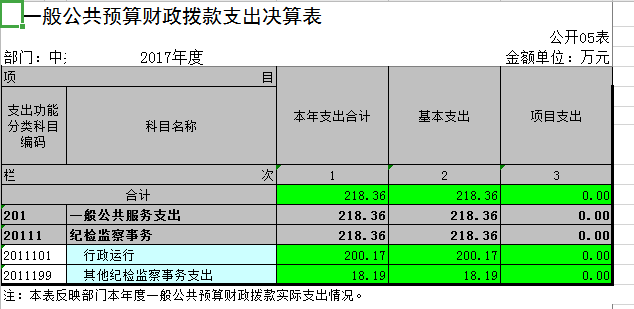 一般公共预算财政拨款支出决算表
公开05表
部门：中 2017年度 金额单位：万元
项 目
支出功能分类科目编码 科目名称 本年支出合计 基本支出 项目支出
栏 次 1 2 3
合计 218.36 218.36 0.00
201 一般公共服务支出 218.36 218.36 0.00
20111 纪检监察事务 218.36 218.36 0.00
2011101 行政运行 200.17 200.17 0.00
2011199 其他纪检监察事务支出 18.19 18.19 0.00
注：本表反映部门本年度一般公共预算财政拨款实际支出情况。